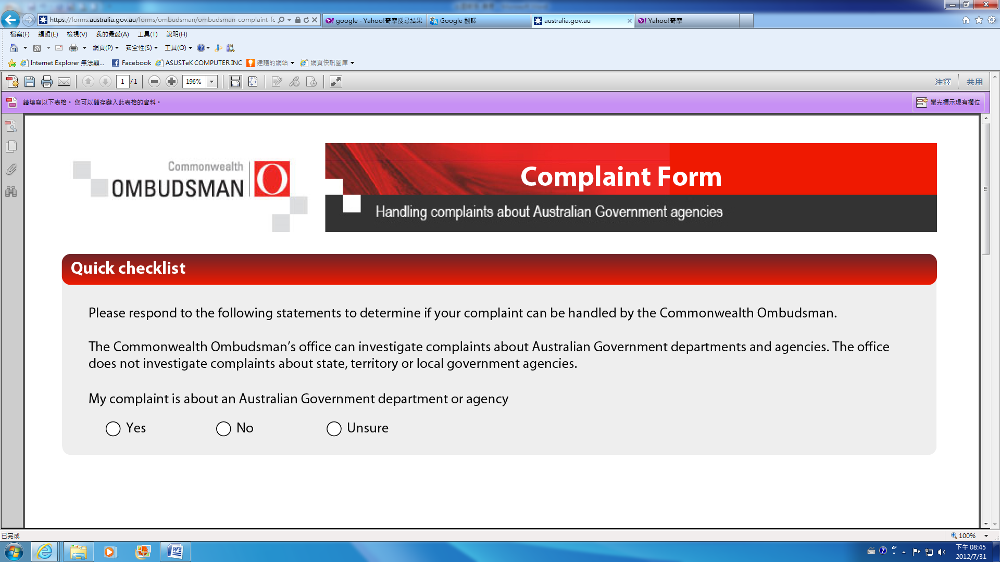 https://forms.australia.gov.au/forms/ombudsman/ombudsman-complaint-fc
google - Yahoo!奇摩搜尋結果
Google 翻譯
australia.gov.au
Yahoo!奇摩
檔案(F) 編輯(E) 檢視(V) 我的最愛(A) 工具(T) 說明(H)
網頁(P) 安全性(S) 工具(O)
Internet Explorer 無法顯... Facebook ASUSTeK COMPUTER INC 建議的網站 網頁快訊圖庫
1 / 1 196% 注釋 共用
請填寫以下表格。 您可以儲存鍵入此表格的資料。 螢光標示現有欄位
Commonwealth
OMBUDSMAN
Complaint Form
Handling complaints about Australian Government agencies
Quick checklist
Please respond to the following statements to determine if your complaint can be handled by the Commonwealth Ombudsman.
The Commonwealth Ombudsman’s office can investigate complaints about Australian Government departments and agencies. The office
does not investigate complaints about state, territory or local government agencies.
My complaint is about an Australian Government department or agency
Yes No Unsure
已完成 100%
下午 08:45
2012/7/31